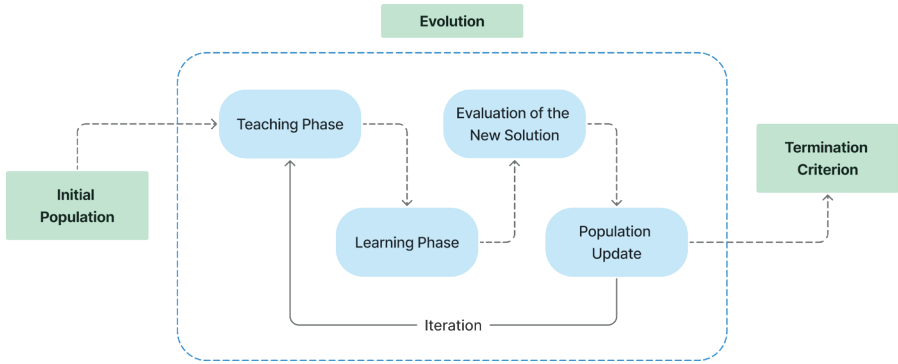 Evolution
Initial
Population
Teaching Phase
Learning Phase
Evaluation of the
New Solution
Population
Update
Iteration
Termination
Criterion